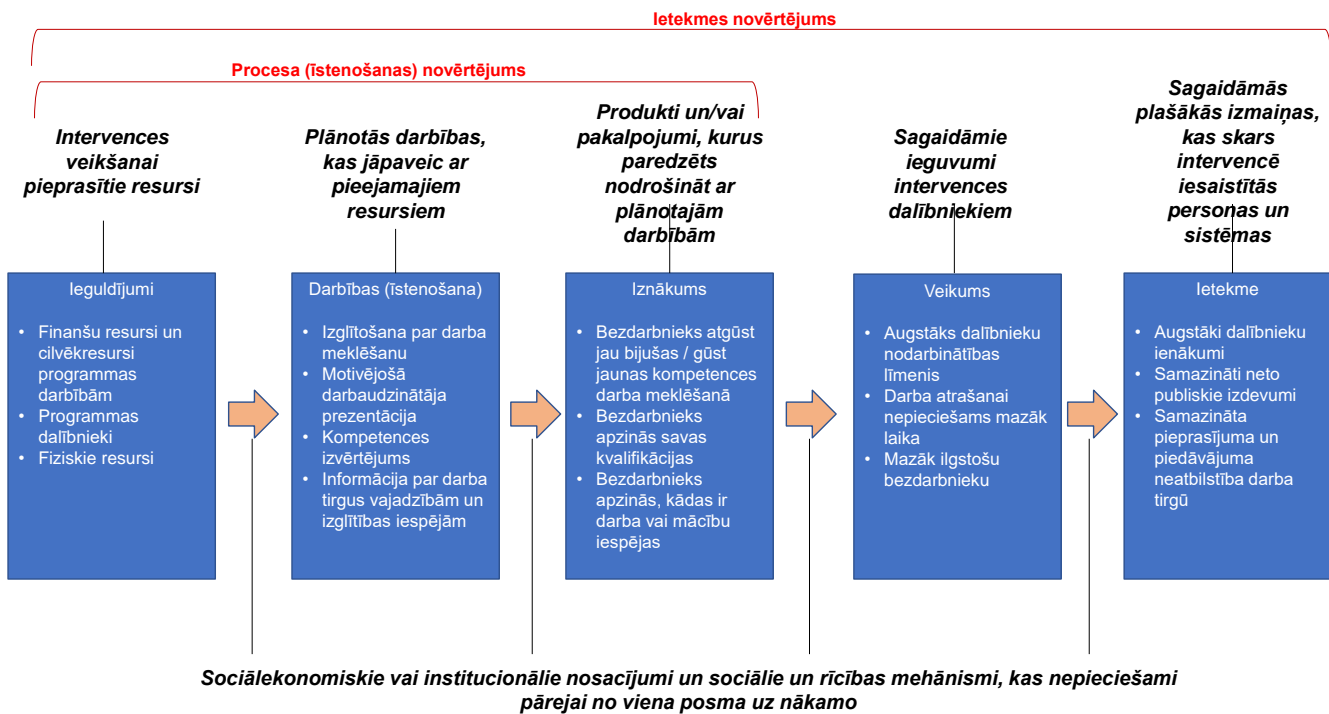 Ietekmes novērtējums
Procesa (īstenošanas) novērtējums
Intervences
veikšanai
pieprasītie resursi
Plānotās darbības,
kas jāpaveic ar
pieejamajiem
resursiem
Produkti un/vai
pakalpojumi, kurus
paredzēts
nodrošināt ar
plānotajām
darbībām
Sagaidāmie
ieguvumi
intervences
dalībniekiem
Sagaidāmās
plašākās izmaiņas,
kas skars
intervencē
iesaistītās
personas un
sistēmas
Ieguldījumi
• Finanšu resursi un
cilvēkresursi
programmas
darbībām
• Programmas
dalībnieki
• Fiziskie resursi
Darbības (īstenošana)
• Izglītošana par darba
meklēšanu
• Motivējošā
darbaudzinātāja
prezentācija
• Kompetences
izvērtējums
• Informācija par darba
tirgus vajadzībām un
izglītības iespējām
Iznākums
• Bezdarbnieks atgūst
jau bijušas / gūst
jaunas kompetences
darba meklēšanā
• Bezdarbnieks
apzinās savas
kvalifikācijas
• Bezdarbnieks
apzinās, kādas ir
darba vai mācību
iespējas
Veikums
• Augstāks dalībnieku
nodarbinātības
līmenis
• Darba atrašanai
nepieciešams mazāk
laika
• Mazāk ilgstošu
bezdarbnieku
Ietekme
• Augstāki dalībnieku
ienākumi
• Samazināti neto
publiskie izdevumi
• Samazināta
pieprasījuma un
piedāvājuma
neatbilstība darba
tirgū
Sociālekonomiskie vai institucionālie nosacījumi un sociālie un rīcības mehānismi, kas nepieciešami
pārejai no viena posma uz nākamo